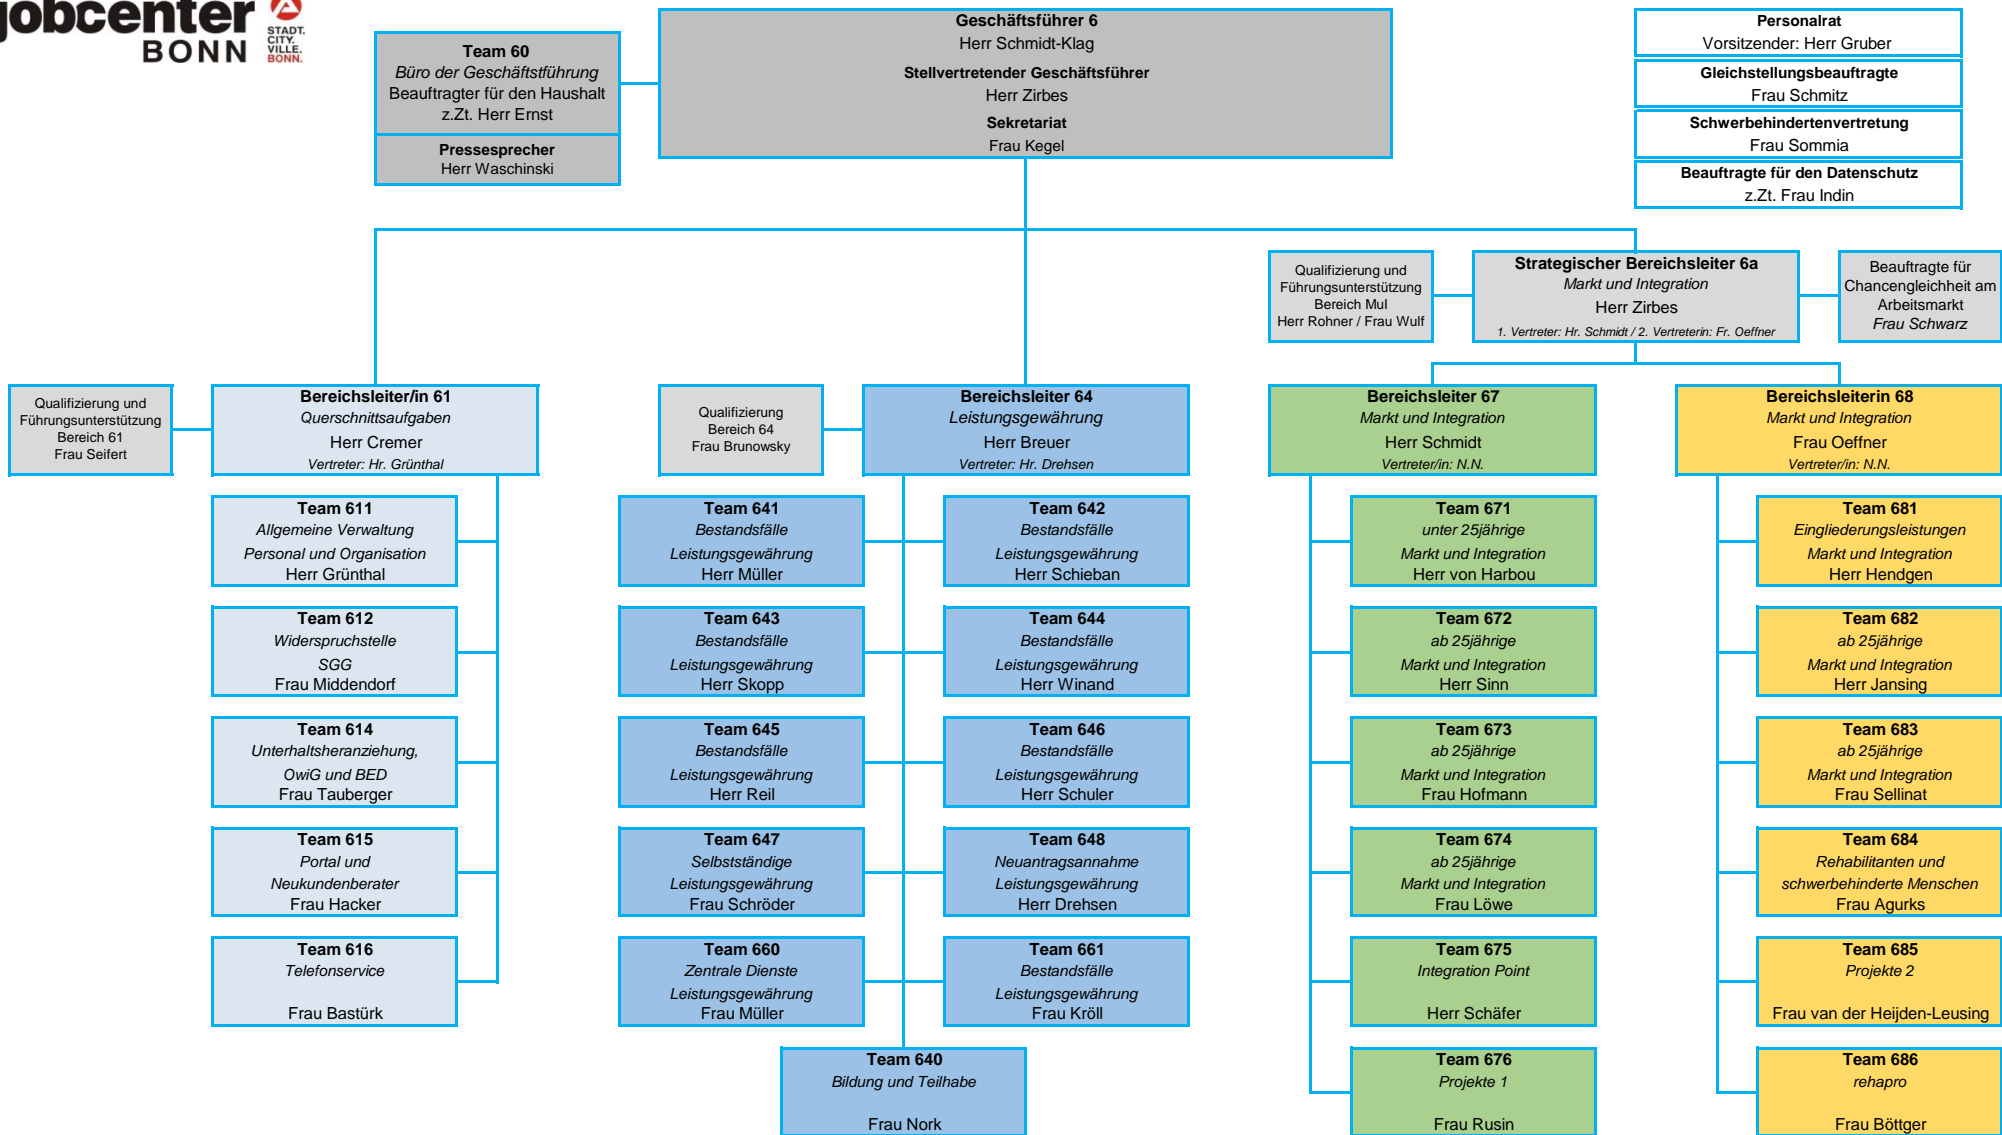 jobcenter
BONN
STADT.
CITY.
VILLE.
BONN.
Team 60
Büro der Geschäftstführung
Beauftragter für den Haushalt
z.Zt. Herr Ernst
Pressesprecher
Herr Waschinski
Geschäftsführer 6
Herr Schmidt-Klag
Stellvertretender Geschäftsführer
Herr Zirbes
Sekretariat
Frau Kegel
Personalrat
Vorsitzender: Herr Gruber
Gleichstellungsbeauftragte
Frau Schmitz
Schwerbehindertenvertretung
Frau Sommia
Beauftragte für den Datenschutz
z.Zt. Frau Indin
Qualifizierung und
Führungsunterstützung
Bereich MuI
Herr Rohner / Frau Wulf
Strategischer Bereichsleiter 6a
Markt und Integration
Herr Zirbes
1. Vertreter: Hr. Schmidt / 2. Vertreterin: Fr. Oeffner
Beauftragte für
Chancengleichheit am
Arbeitsmarkt
Frau Schwarz
Qualifizierung und
Führungsunterstützung
Bereich 61
Frau Seifert
Bereichsleiter/in 61
Querschnittsaufgaben
Herr Cremer
Vertreter: Hr. Grünthal
Qualifizierung
Bereich 64
Frau Brunowsky
Bereichsleiter 64
Leistungsgewährung
Herr Breuer
Vertreter: Hr. Drehsen
Bereichsleiter 67
Markt und Integration
Herr Schmidt
Vertreter/in: N.N.
Bereichsleiterin 68
Markt und Integration
Frau Oeffner
Vertreter/in: N.N.
Team 611
Allgemeine Verwaltung
Personal und Organisation
Herr Grünthal
Team 612
Widerspruchstelle
SGG
Frau Middendorf
Team 614
Unterhaltsheranziehung,
OwiG und BED
Frau Tauberger
Team 615
Portal und
Neukundenberater
Frau Hacker
Team 616
Telefonservice
Frau Bastürk
Team 641
Bestandsfälle
Leistungsgewährung
Herr Müller
Team 642
Bestandsfälle
Leistungsgewährung
Herr Schieban
Team 643
Bestandsfälle
Leistungsgewährung
Herr Skopp
Team 644
Bestandsfälle
Leistungsgewährung
Herr Winand
Team 645
Bestandsfälle
Leistungsgewährung
Herr Reil
Team 646
Bestandsfälle
Leistungsgewährung
Herr Schuler
Team 647
Selbstständige
Leistungsgewährung
Frau Schröder
Team 648
Neuantragsannahme
Leistungsgewährung
Herr Drehsen
Team 660
Zentrale Dienste
Leistungsgewährung
Frau Müller
Team 661
Bestandsfälle
Leistungsgewährung
Frau Kröll
Team 640
Bildung und Teilhabe
Frau Nork
Team 671
unter 25jährige
Markt und Integration
Herr von Harbou
Team 672
ab 25jährige
Markt und Integration
Herr Sinn
Team 673
ab 25jährige
Markt und Integration
Frau Hofmann
Team 674
ab 25jährige
Markt und Integration
Frau Löwe
Team 675
Integration Point
Herr Schäfer
Team 676
Projekte 1
Frau Rusin
Team 681
Eingliederungsleistungen
Markt und Integration
Herr Hendgen
Team 682
ab 25jährige
Markt und Integration
Herr Jansing
Team 683
ab 25jährige
Markt und Integration
Frau Sellinat
Team 684
Rehabilitanten und
schwerbehinderte Menschen
Frau Agurks
Team 685
Projekte 2
Frau van der Heijden-Leusing
Team 686
rehapro
Frau Böttger